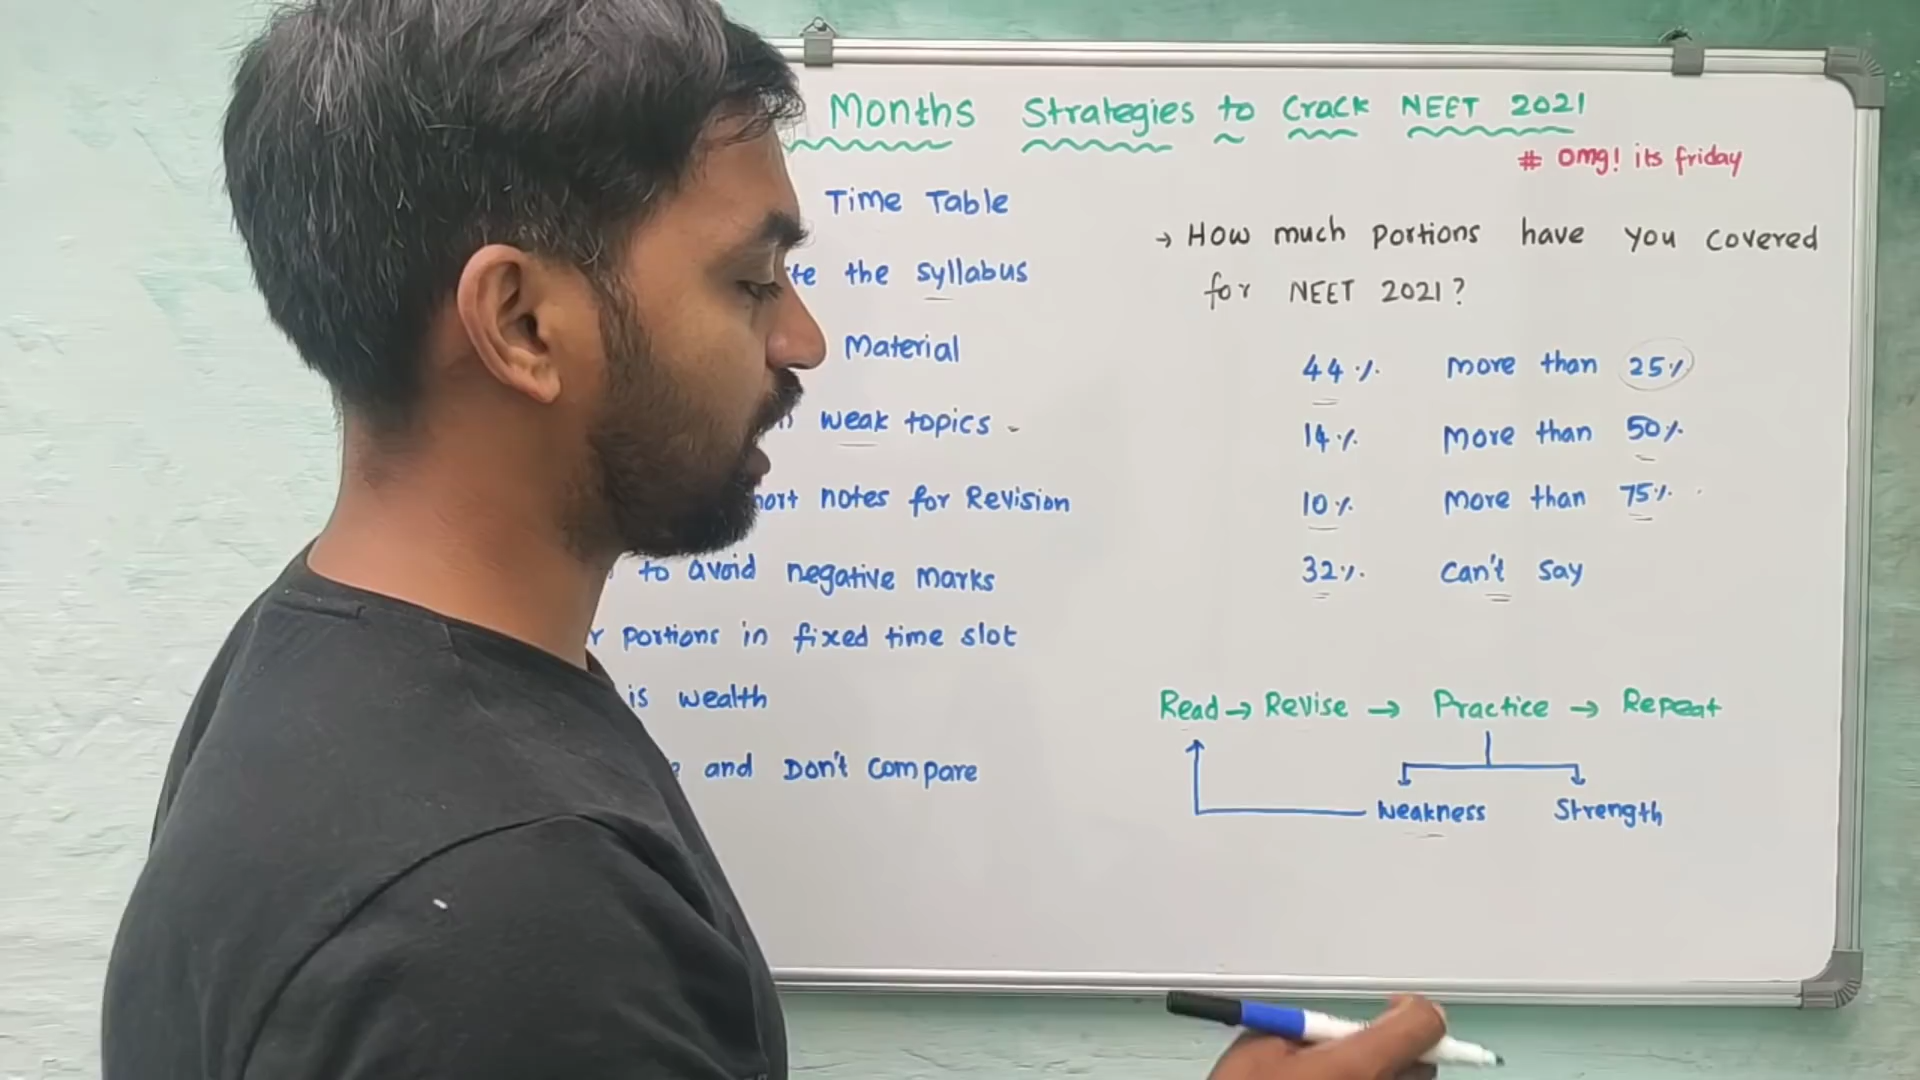 Months Strategies to Crack NEET 2021
# omg! its friday
Time Table
the syllabus
Material
weak topics -
notes for Revision
to avoid negative marks
portions in fixed time slot
is wealth
and Don't compare
→ How much portions have you covered
for NEET 2021?
44% more than 25%
14% more than 50%
10% more than 75%
32% can't say
Read → Revise → Practice → Repeat
Weakness Strength